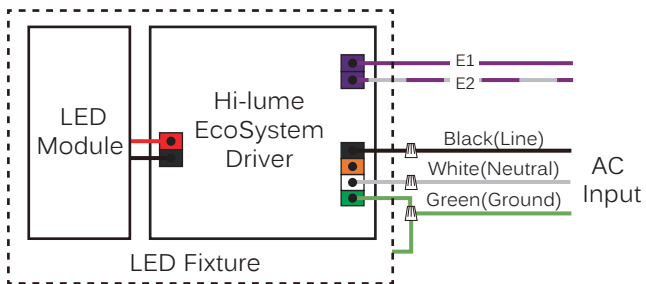 LED
Module
Hi-lume
EcoSystem
Driver
E1
E2
Black(Line)
White(Neutral)
Green(Ground)
AC
Input
LED Fixture